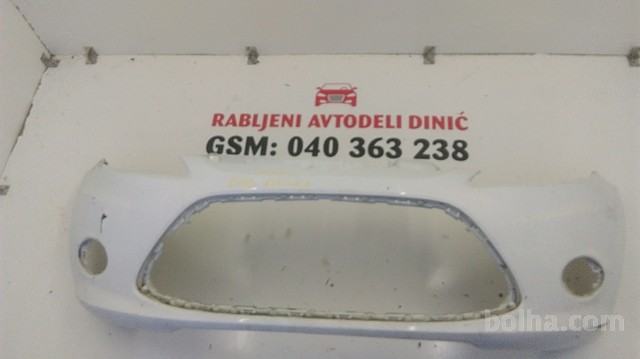 RABLJENI AVTODELI DINIĆ
GSM: 040 363 238
bolha.com